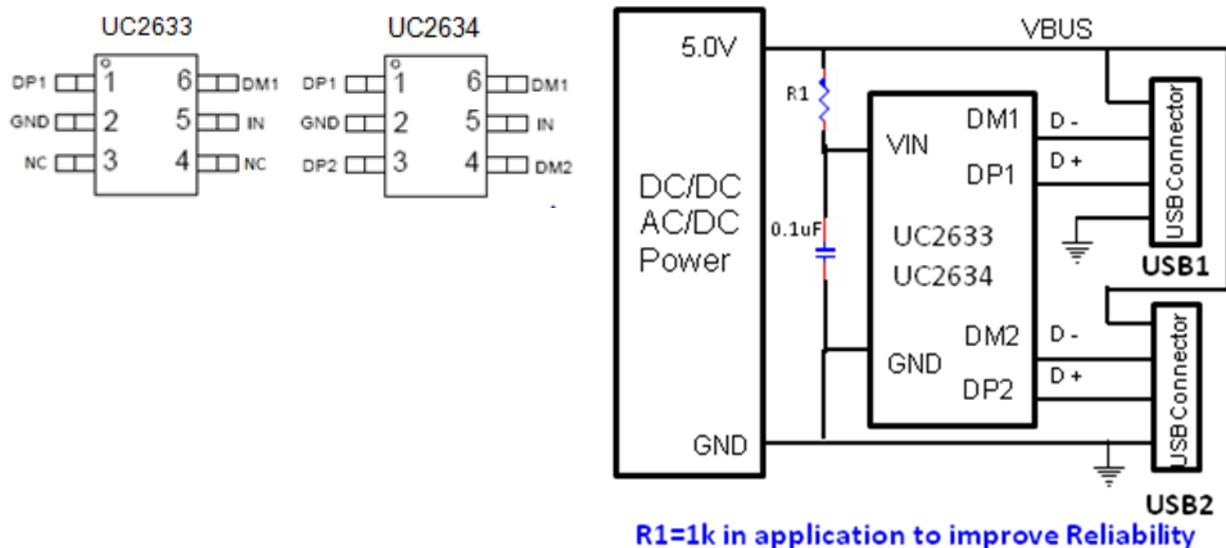 UC2633
UC2634
DP1 1 6 DM1
GND 2 5 IN
NC 3 4 NC
DP1 1 6 DM1
GND 2 5 IN
DP2 3 4 DM2
5.0V
VBUS
R1
DM1
D -
VIN
D +
DP1
USB Connector
DC/DC
AC/DC
Power
0.1uF
UC2633
UC2634
USB1
DM2
D -
GND
D +
DP2
USB Connector
GND
USB2
R1=1k in application to improve Reliability